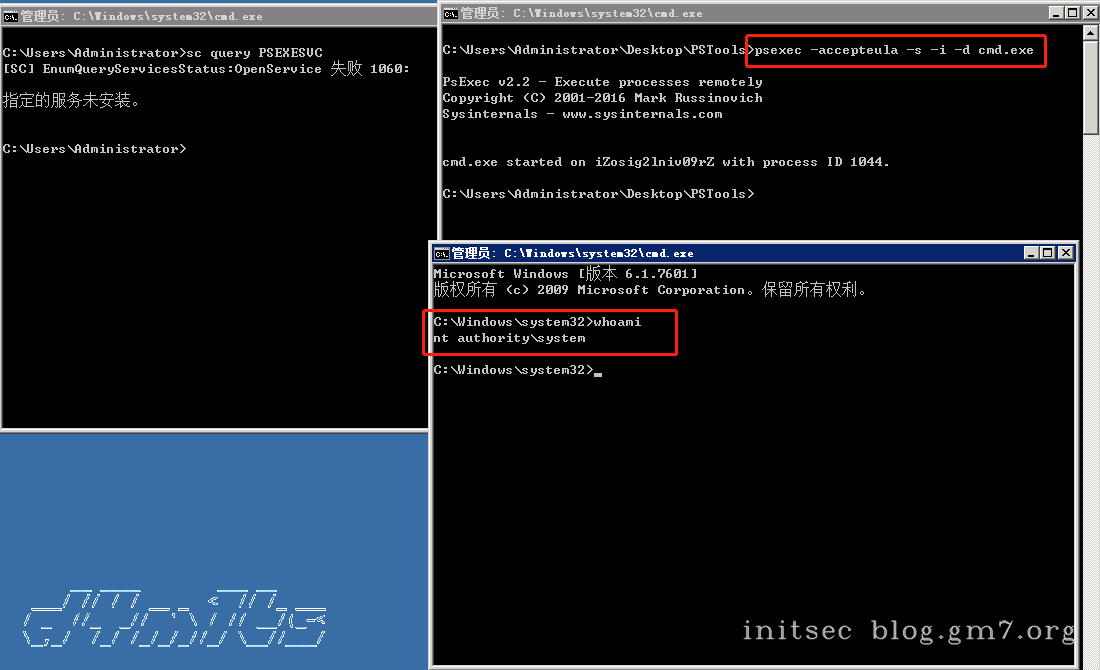 管理员: C:\Windows\system32\cmd.exe
C:\Users\Administrator>sc query PSEXESVC
[SC] EnumQueryServicesStatus:OpenService 失败 1060:
指定的服务未安装。
C:\Users\Administrator>
管理员: C:\Windows\system32\cmd.exe
C:\Users\Administrator\Desktop\PSTools>psexec -accepteula -s -i -d cmd.exe
PsExec v2.2 - Execute processes remotely
Copyright (C) 2001-2016 Mark Russinovich
Sysinternals - www.sysinternals.com
cmd.exe started on iZosig2lniv09rZ with process ID 1044.
C:\Users\Administrator\Desktop\PSTools>
管理员: C:\Windows\system32\cmd.exe
Microsoft Windows [版本 6.1.7601]
版权所有 (c) 2009 Microsoft Corporation。保留所有权利。
C:\Windows\system32>whoami
nt authority\system
C:\Windows\system32>_
d4m1ts
initsec blog.gm7.org